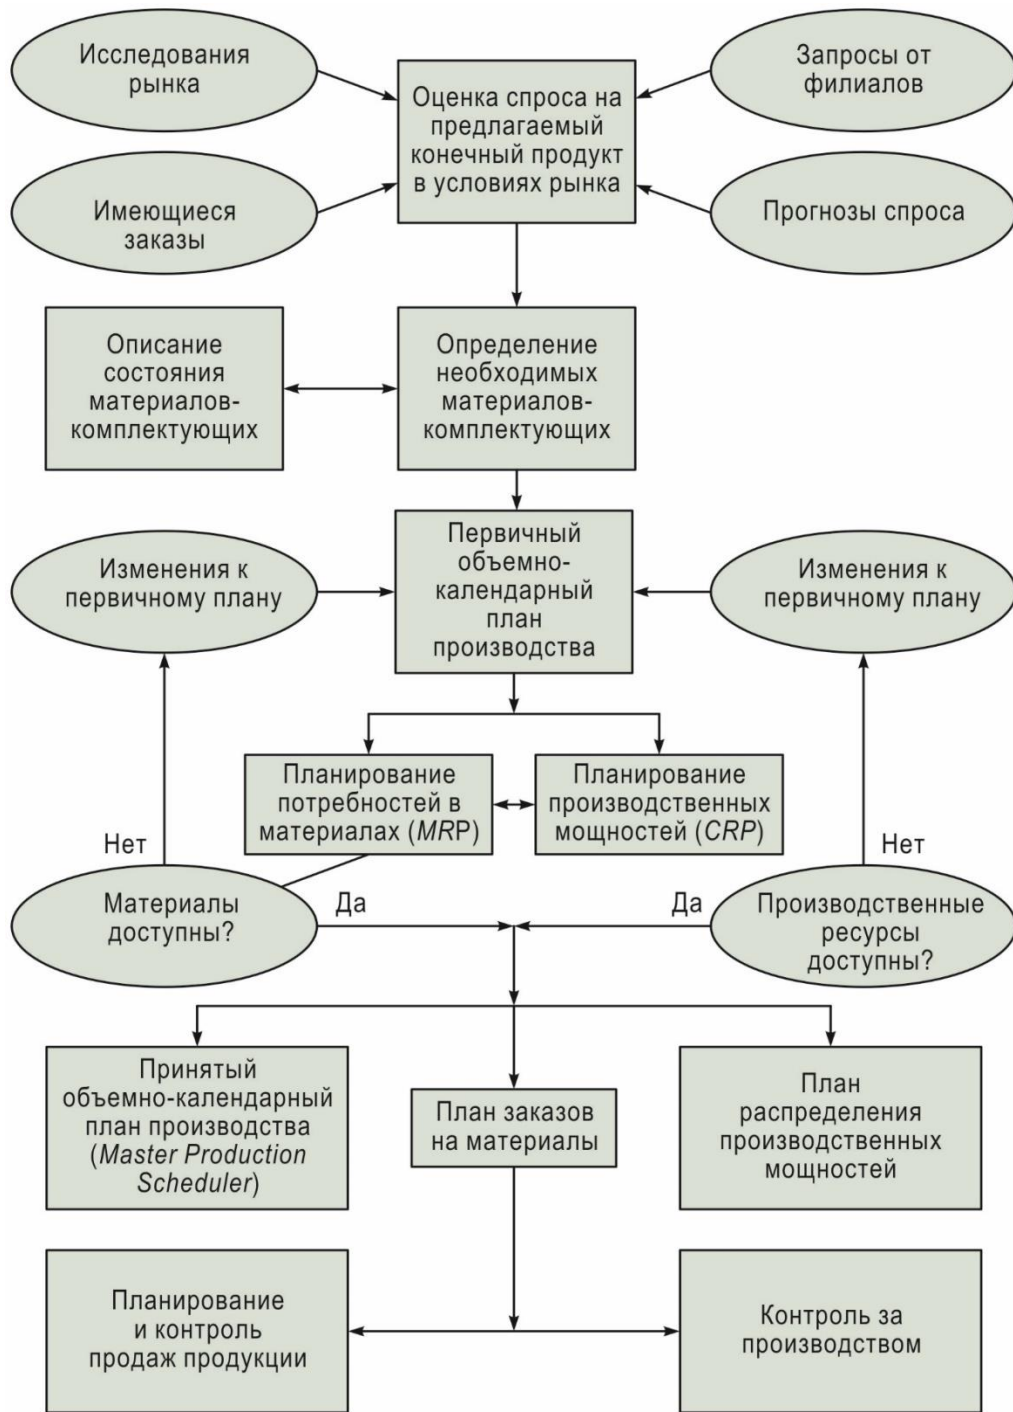 Исследования
рынка
Запросы от
филиалов
Оценка спроса на
предлагаемый
конечный продукт
в условиях рынка
Имеющиеся
заказы
Прогнозы спроса
Описание
состояния
материалов-
комплектующих
Определение
необходимых
материалов-
комплектующих
Первичный
объемно-
календарный
план
производства
Изменения к
первичному плану
Изменения к
первичному плану
Планирование
потребностей в
материалах (MRP)
Планирование
производственных
мощностей (CRP)
Нет
Нет
Материалы
доступны?
Да
Да
Производственные
ресурсы
доступны?
Принятый
объемно-календарный
план производства
(Master Production
Scheduler)
План заказов
на материалы
План
распределения
производственных
мощностей
Планирование
и контроль
продаж продукции
Контроль за
производством